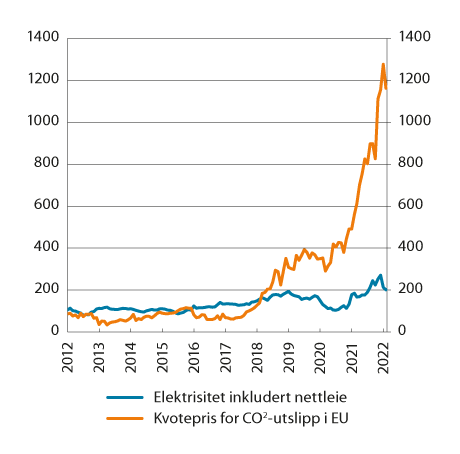 1400 1400
1200 1200
1000 1000
800 800
600 600
400 400
200 200
0 0
2012 2013 2014 2015 2016 2017 2018 2019 2020 2021 2022
Elektrisitet inkludert nettleie
Kvotepris for CO²-utslipp i EU